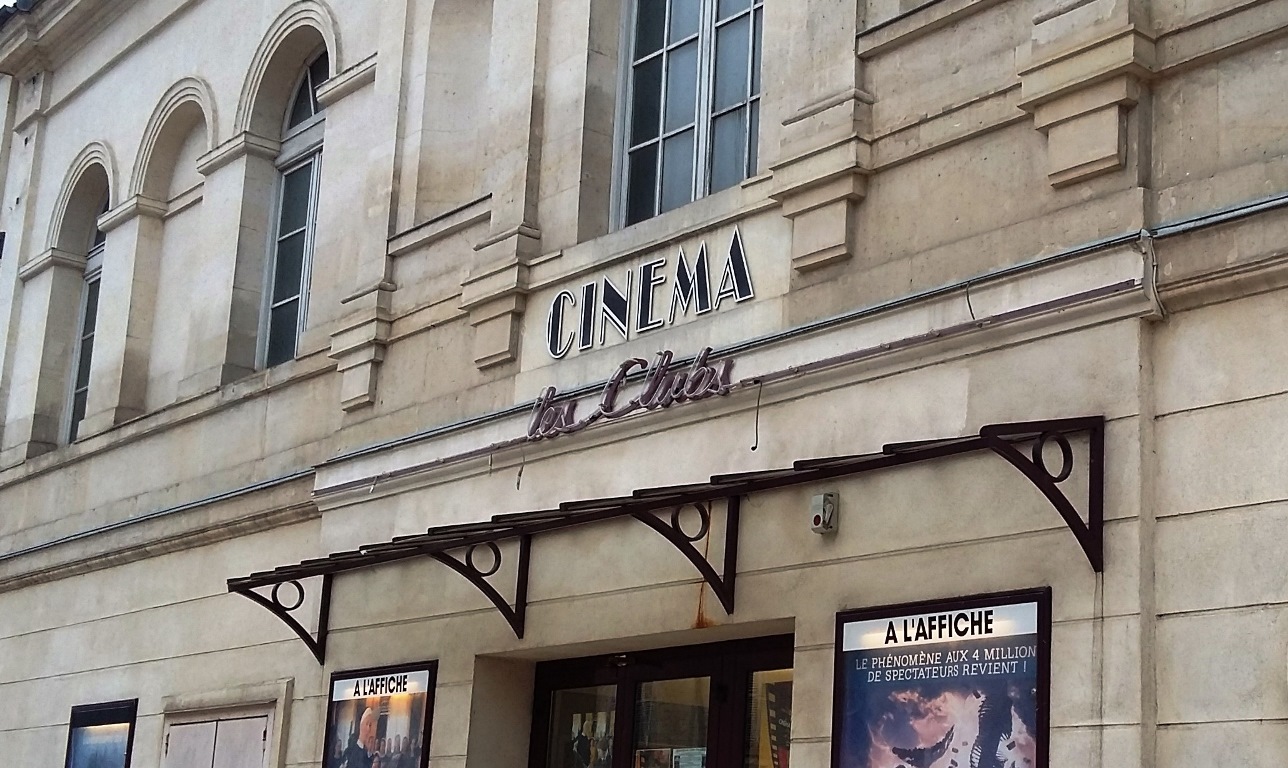 CINEMA
les Clubs
A L'AFFICHE
A L'AFFICHE
LE PHÉNOMÈNE AUX 4 MILLION
DE SPECTATEURS REVIENT !